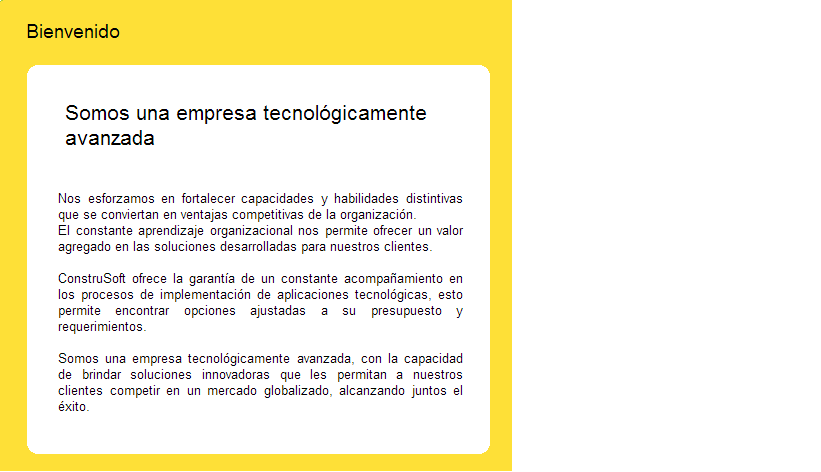 Bienvenido
Somos una empresa tecnológicamente
avanzada
Nos esforzamos en fortalecer capacidades y habilidades distintivas
que se conviertan en ventajas competitivas de la organización.
El constante aprendizaje organizacional nos permite ofrecer un valor
agregado en las soluciones desarrolladas para nuestros clientes.
ConstruSoft ofrece la garantía de un constante acompañamiento en
los procesos de implementación de aplicaciones tecnológicas, esto
permite encontrar opciones ajustadas a su presupuesto y
requerimientos.
Somos una empresa tecnológicamente avanzada, con la capacidad
de brindar soluciones innovadoras que les permitan a nuestros
clientes competir en un mercado globalizado, alcanzando juntos el
éxito.